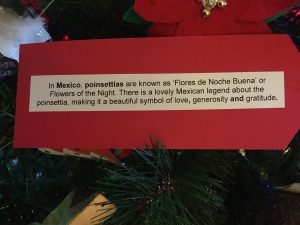 In Mexico, poinsettias are known as 'Flores de Noche Buena' or
Flowers of the Night. There is a lovely Mexican legend about the
poinsettia, making it a beautiful symbol of love, generosity and gratitude.